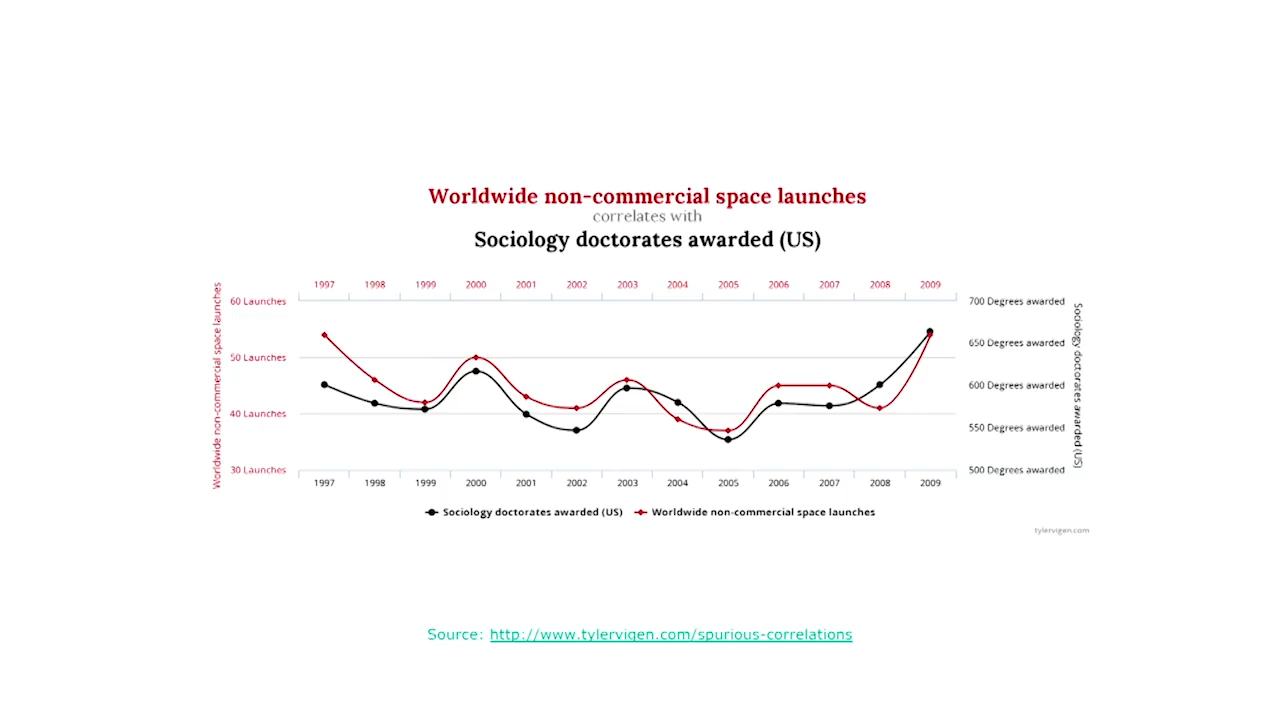 Worldwide non-commercial space launches
correlates with
Sociology doctorates awarded (US)
1997 1998 1999 2000 2001 2002 2003 2004 2005 2006 2007 2008 2009
Worldwide non-commercial space launches
60 Launches
50 Launches
40 Launches
30 Launches
700 Degrees awarded
650 Degrees awarded
600 Degrees awarded
550 Degrees awarded
500 Degrees awarded
Sociology doctorates awarded (US)
1997 1998 1999 2000 2001 2002 2003 2004 2005 2006 2007 2008 2009
Sociology doctorates awarded (US) Worldwide non-commercial space launches
tylervigen.com
Source: http://www.tylervigen.com/spurious-correlations